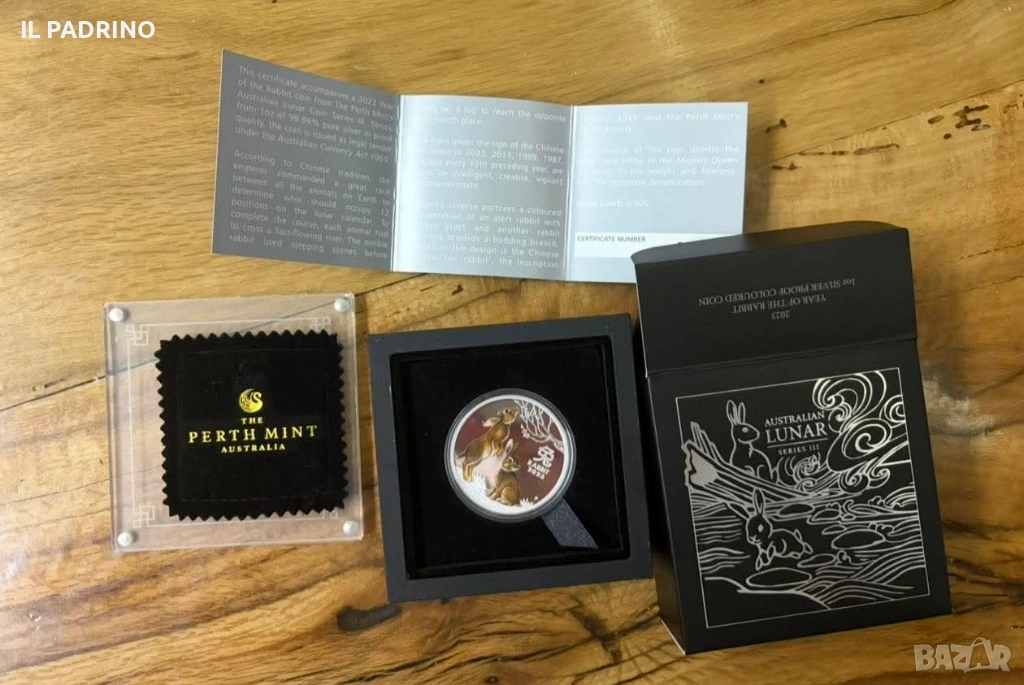 IL PADRINO
This certificate accompanies a 2023 Year
of the Rabbit coin from The Perth Mint's
Australian Lunar Coin Series III. Struck
from 1oz of 99.99% pure silver in proof
quality, the coin is issued as legal tender
under the Australian Currency Act 1965.
According to Chinese tradition, the
emperor commanded a great race
between all the animals on Earth to
determine who should occupy 12
positions on the lunar calendar. To
complete the course, each animal had
to cross a fast-flowing river. The nimble
rabbit used stepping stones before
on a log to reach the opposite
place.
born under the sign of the Chinese
2023, 2011, 1999, 1987,
and every 12th preceding year, are
to be intelligent, creative, vigilant
reverse portrays a coloured
of an alert rabbit with
and another rabbit
towards a budding branch.
the design is the Chinese
for "rabbit", the inscription
and The Perth Mint's
of the coin depicts the
of Her Majesty Queen
the weight and fineness,
monetary denomination.
CERTIFICATE NUMBER
2023
YEAR OF THE RABBIT
1oz SILVER PROOF COLOURED COIN
THE
PERTH MINT
AUSTRALIA
兔
RABBIT
2023
AUSTRALIAN
LUNAR
SERIES III
BAZAR